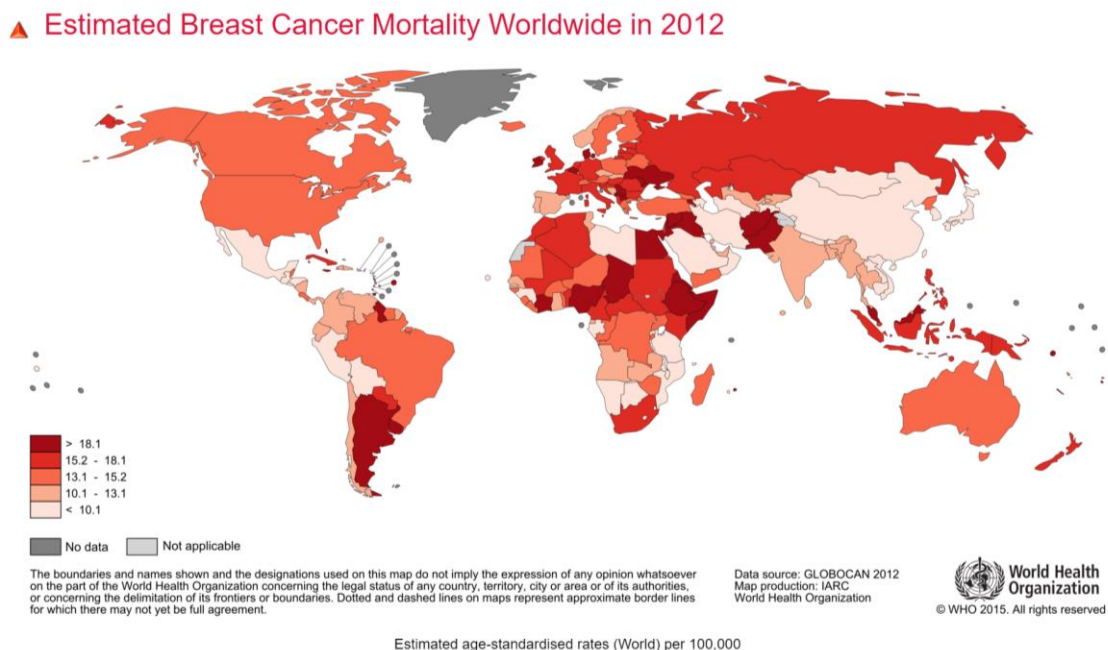 Estimated Breast Cancer Mortality Worldwide in 2012
> 18.1
15.2 - 18.1
13.1 - 15.2
10.1 - 13.1
< 10.1
No data
Not applicable
The boundaries and names shown and the designations used on this map do not imply the expression of any opinion whatsoever
on the part of the World Health Organization concerning the legal status of any country, territory, city or area or of its authorities,
or concerning the delimitation of its frontiers or boundaries. Dotted and dashed lines on maps represent approximate border lines
for which there may not yet be full agreement.
Data source: GLOBOCAN 2012
Map production: IARC
World Health Organization
World Health
Organization
© WHO 2015. All rights reserved
Estimated age-standardised rates (World) per 100,000